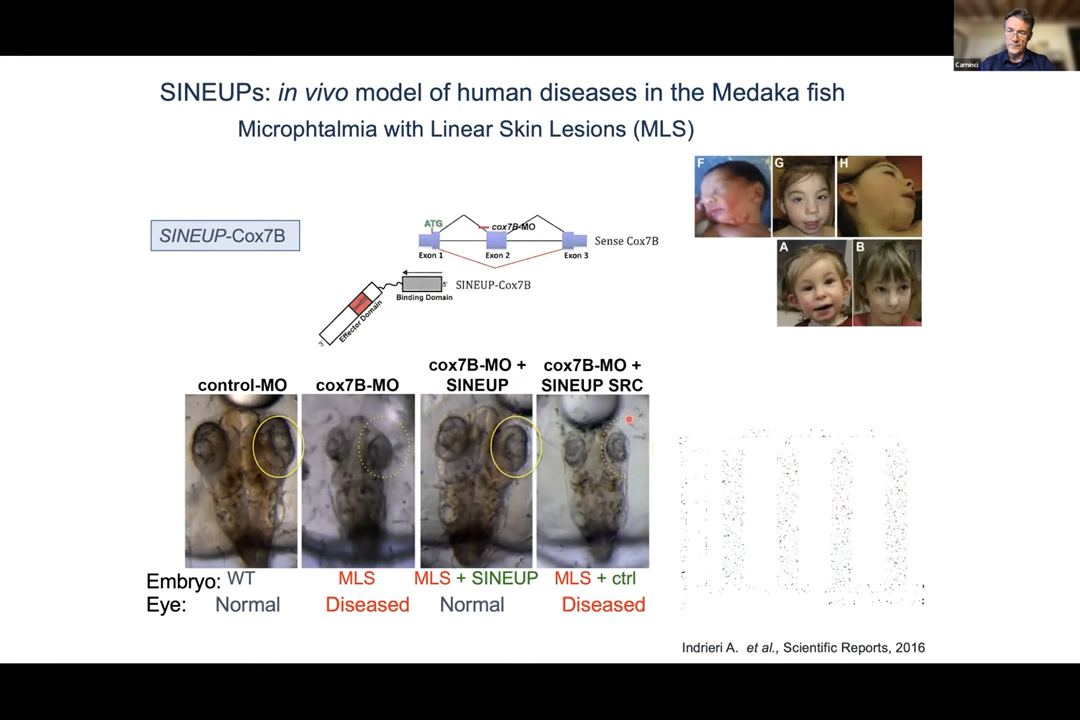 Caminci
SINEUPs: in vivo model of human diseases in the Medaka fish
Microphtalmia with Linear Skin Lesions (MLS)
F G H
A B
SINEUP-Cox7B
ATG
cox7B-MO
Exon 1 Exon 2 Exon 3
Sense Cox7B
5'
SINEUP-Cox7B
Binding Domain
Effector Domain
3'
control-MO
cox7B-MO
cox7B-MO +
SINEUP
cox7B-MO +
SINEUP SRC
Embryo: WT MLS MLS + SINEUP MLS + ctrl
Eye: Normal Diseased Normal Diseased
Indrieri A. et al., Scientific Reports, 2016